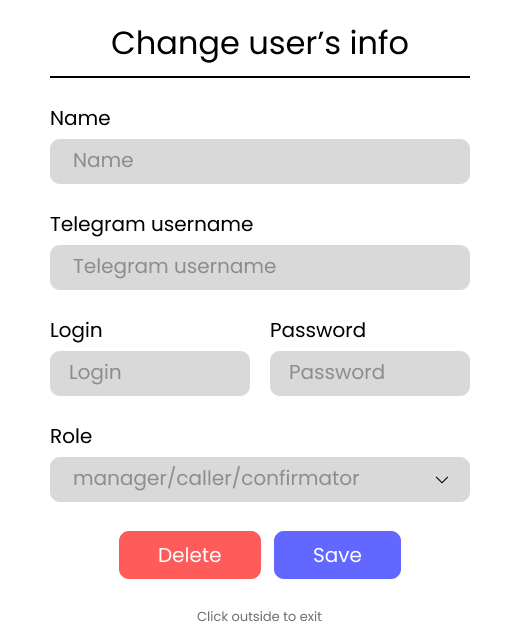 Change user’s info
Name
Name
Telegram username
Telegram username
Login Password
Login Password
Role
manager/caller/confirmator
Delete Save
Click outside to exit